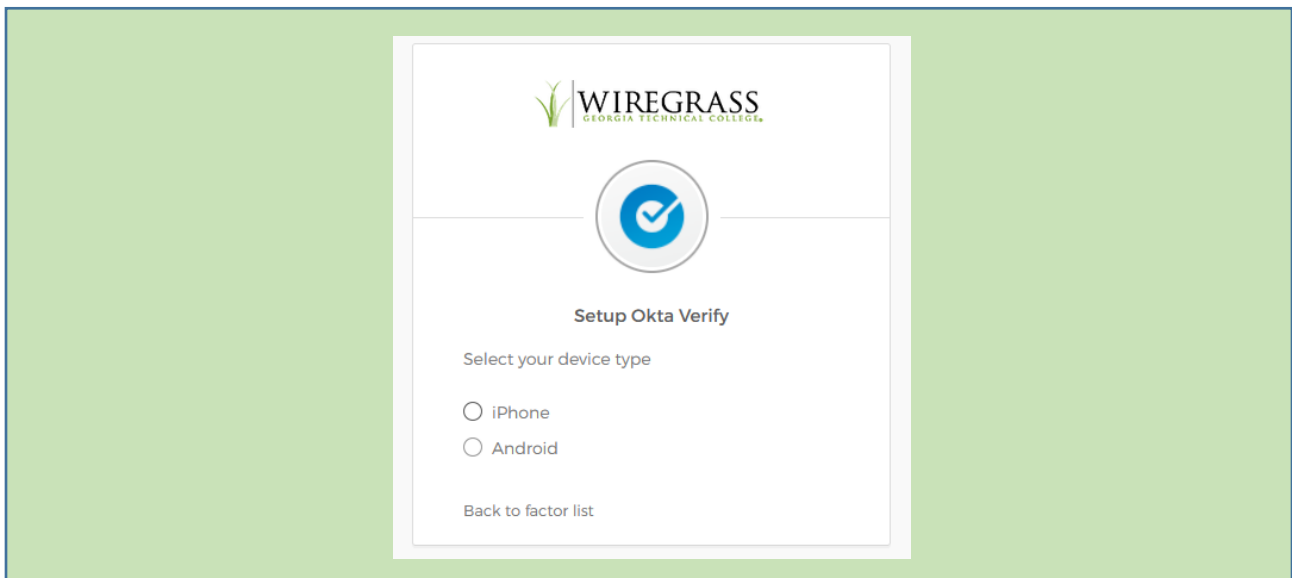 WIREGRASS
GEORGIA TECHNICAL COLLEGE®
Setup Okta Verify
Select your device type
iPhone
Android
Back to factor list